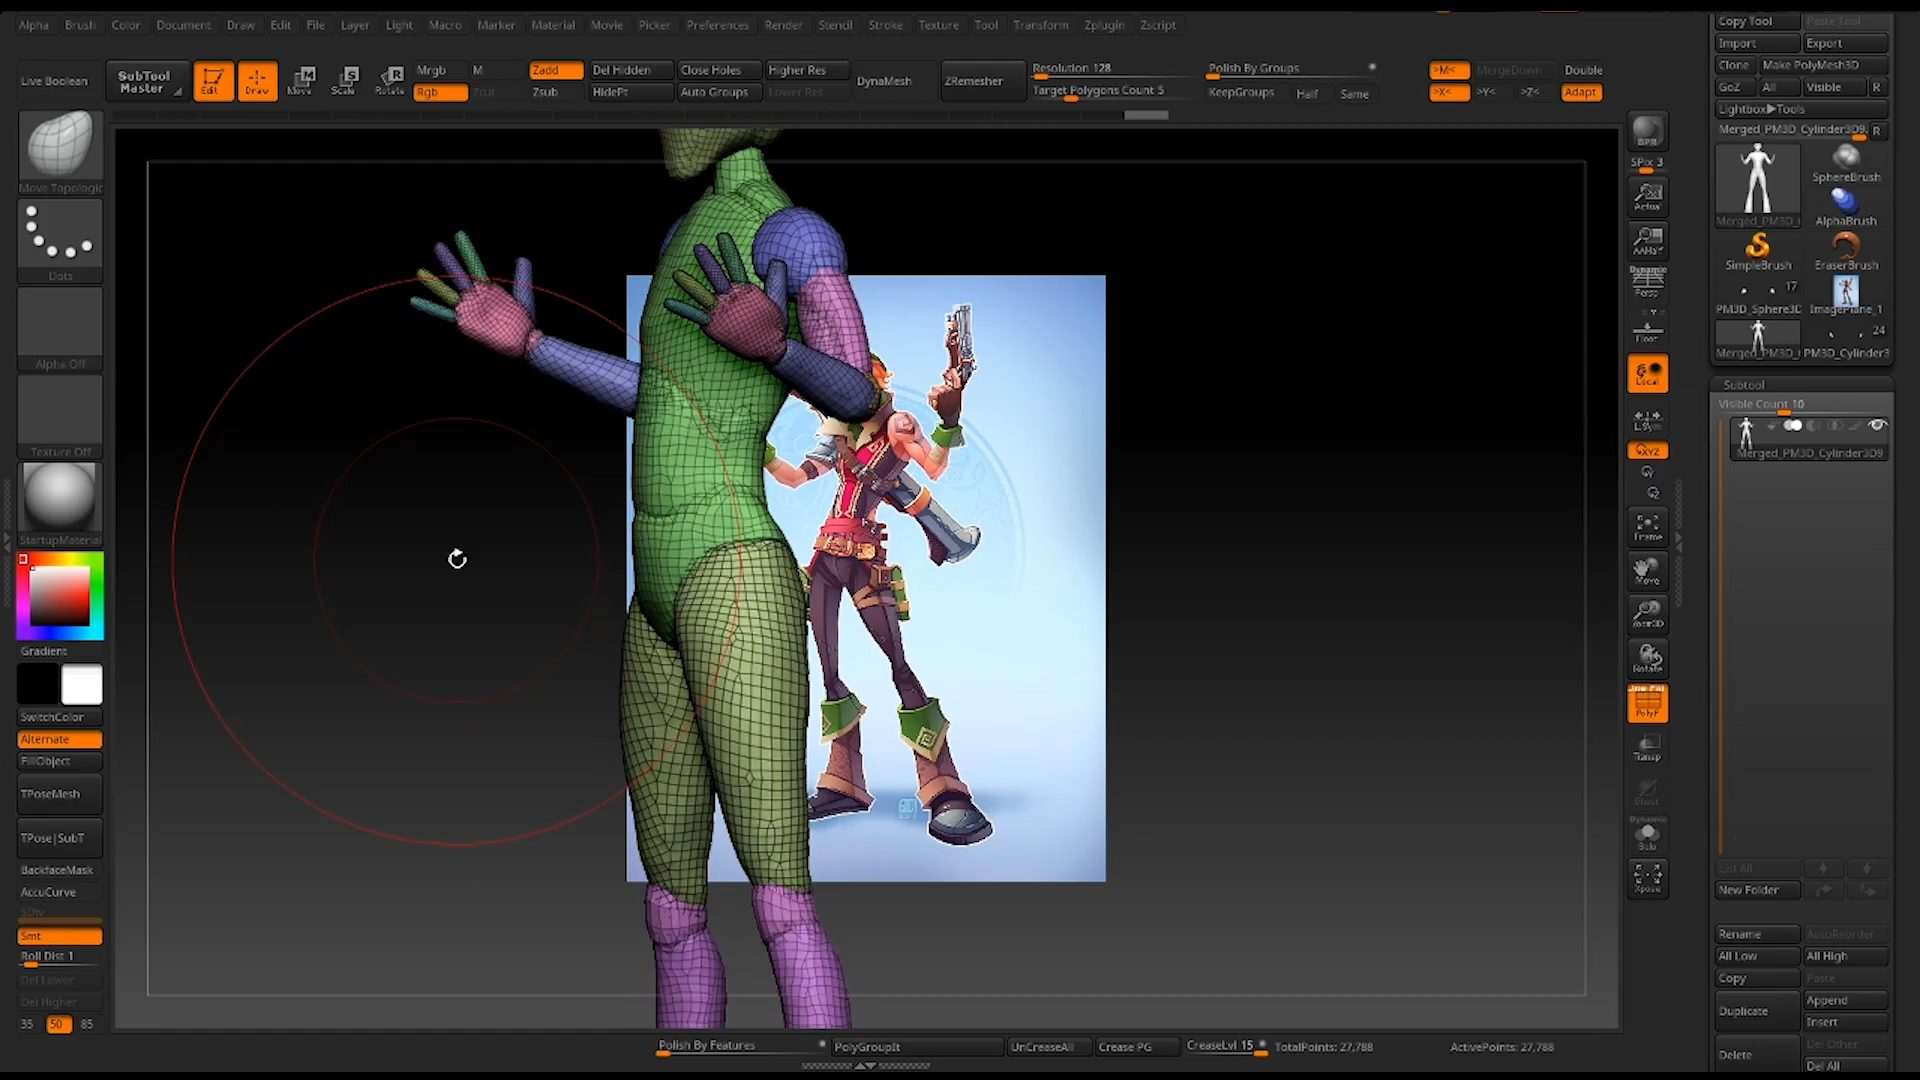 Alpha Brush Color Document Draw Edit File Layer Light Macro Marker Material Movie Picker Preferences Render Stencil Stroke Texture Tool Transform Zplugin Zscript
Live Boolean
SubTool
Master
Edit
Draw
Move
Scale
Rotate
Mrgb
M
Rgb
Zcut
Zadd
Zsub
Del Hidden
HidePt
Close Holes
Auto Groups
Higher Res
Lower Res
DynaMesh
ZRemesher
Resolution 128
Target Polygons Count 5
Polish By Groups
KeepGroups
Half
Same
>M<
MergeDown
Double
>X<
>Y<
>Z<
Adapt
Move Topologic
Dots
Alpha Off
Texture Off
StartupMaterial
Gradient
SwitchColor
Alternate
FillObject
TPoseMesh
TPose|SubT
BackfaceMask
AccuCurve
SDiv
Smt
Roll Dist 1
Del Lower
Del Higher
35 50 85
BPR
SPix 3
Actual
AAHalf
Dynamic
Persp
Floor
Local
L.Sym
XYZ
Frame
Move
Zoom3D
Rotate
Line Fill
PolyF
Transp
Ghost
Dynamic
Solo
Xpose
Copy Tool
Paste Tool
Import
Export
Clone
Make PolyMesh3D
GoZ
All
Visible
R
Lightbox▶Tools
Merged_PM3D_Cylinder3D9.
R
SphereBrush
Merged_PM3D_
AlphaBrush
SimpleBrush
EraserBrush
17
PM3D_Sphere3D
ImagePlane_1
24
Merged_PM3D_
PM3D_Cylinder3
Subtool
Visible Count 10
Merged_PM3D_Cylinder3D9
List All
New Folder
Rename
AutoReorder
All Low
All High
Copy
Paste
Duplicate
Append
Insert
Delete
Del Other
Del All
Polish By Features
PolyGroupIt
UnCreaseAll
Crease PG
CreaseLvl 15
TotalPoints: 27,788
ActivePoints: 27,788